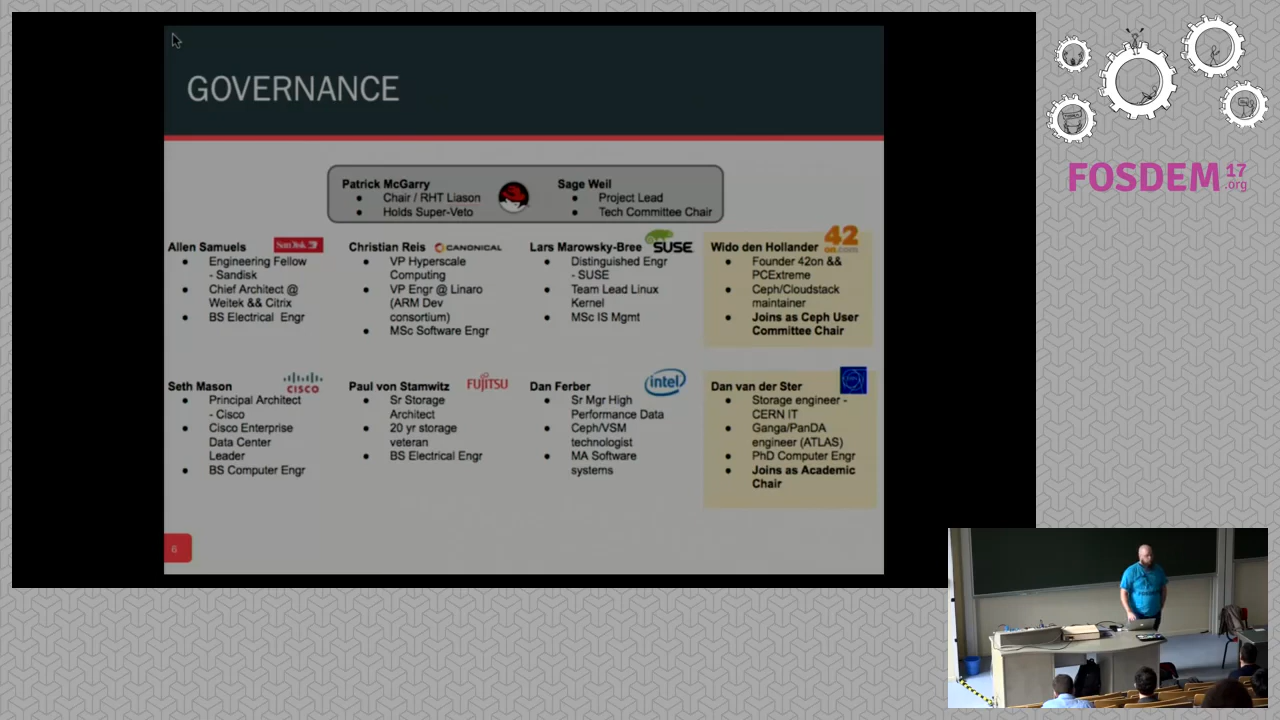 GOVERNANCE
Patrick McGarry
● Chair / RHT Liason
● Holds Super-Veto
Sage Weil
● Project Lead
● Tech Committee Chair
Allen Samuels
SanDisk
● Engineering Fellow
- Sandisk
● Chief Architect @
Weitek && Citrix
● BS Electrical Engr
Christian Reis
CANONICAL
● VP Hyperscale
Computing
● VP Engr @ Linaro
(ARM Dev
consortium)
● MSc Software Engr
Lars Marowsky-Bree
SUSE
● Distinguished Engr
- SUSE
● Team Lead Linux
Kernel
● MSc IS Mgmt
Wido den Hollander
42
on.com
● Founder 42on &&
PCExtreme
● Ceph/Cloudstack
maintainer
● Joins as Ceph User
Committee Chair
Seth Mason
CISCO
● Principal Architect
- Cisco
● Cisco Enterprise
Data Center
Leader
● BS Computer Engr
Paul von Stamwitz
FUJITSU
● Sr Storage
Architect
● 20 yr storage
veteran
● BS Electrical Engr
Dan Ferber
intel
● Sr Mgr High
Performance Data
● Ceph/VSM
technologist
● MA Software
systems
Dan van der Ster
● Storage engineer -
CERN IT
● Ganga/PanDA
engineer (ATLAS)
● PhD Computer Engr
● Joins as Academic
Chair
6
FOSDEM 17
.org